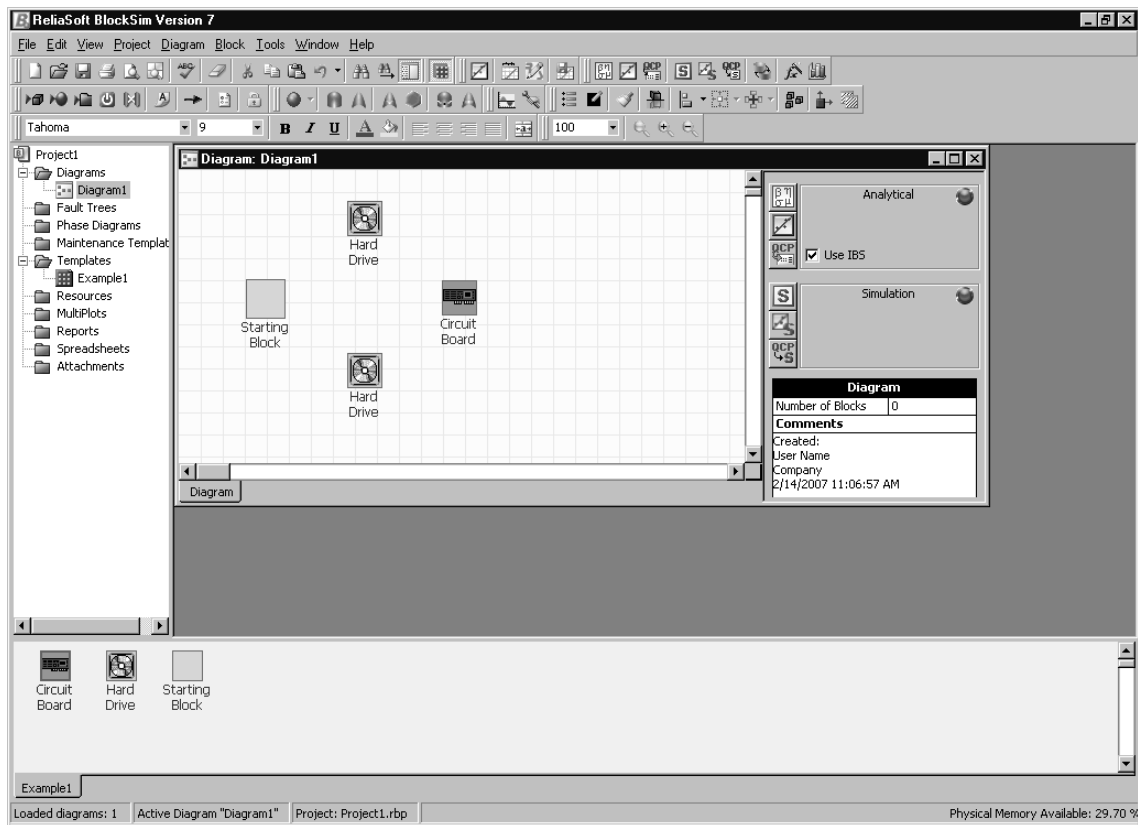 ReliaSoft BlockSim Version 7
File Edit View Project Diagram Block Tools Window Help
Tahoma 9 B I U A 100
Project1
Diagrams
Diagram1
Fault Trees
Phase Diagrams
Maintenance Templat
Templates
Example1
Resources
MultiPlots
Reports
Spreadsheets
Attachments
Diagram: Diagram1
Hard
Drive
Starting
Block
Circuit
Board
Hard
Drive
Diagram
βη
σμ
Analytical
QCP
Use IBS
S
Simulation
S
QCP
S
Diagram
Number of Blocks 0
Comments
Created:
User Name
Company
2/14/2007 11:06:57 AM
Circuit
Board
Hard
Drive
Starting
Block
Example1
Loaded diagrams: 1 Active Diagram "Diagram1" Project: Project1.rbp Physical Memory Available: 29.70 %